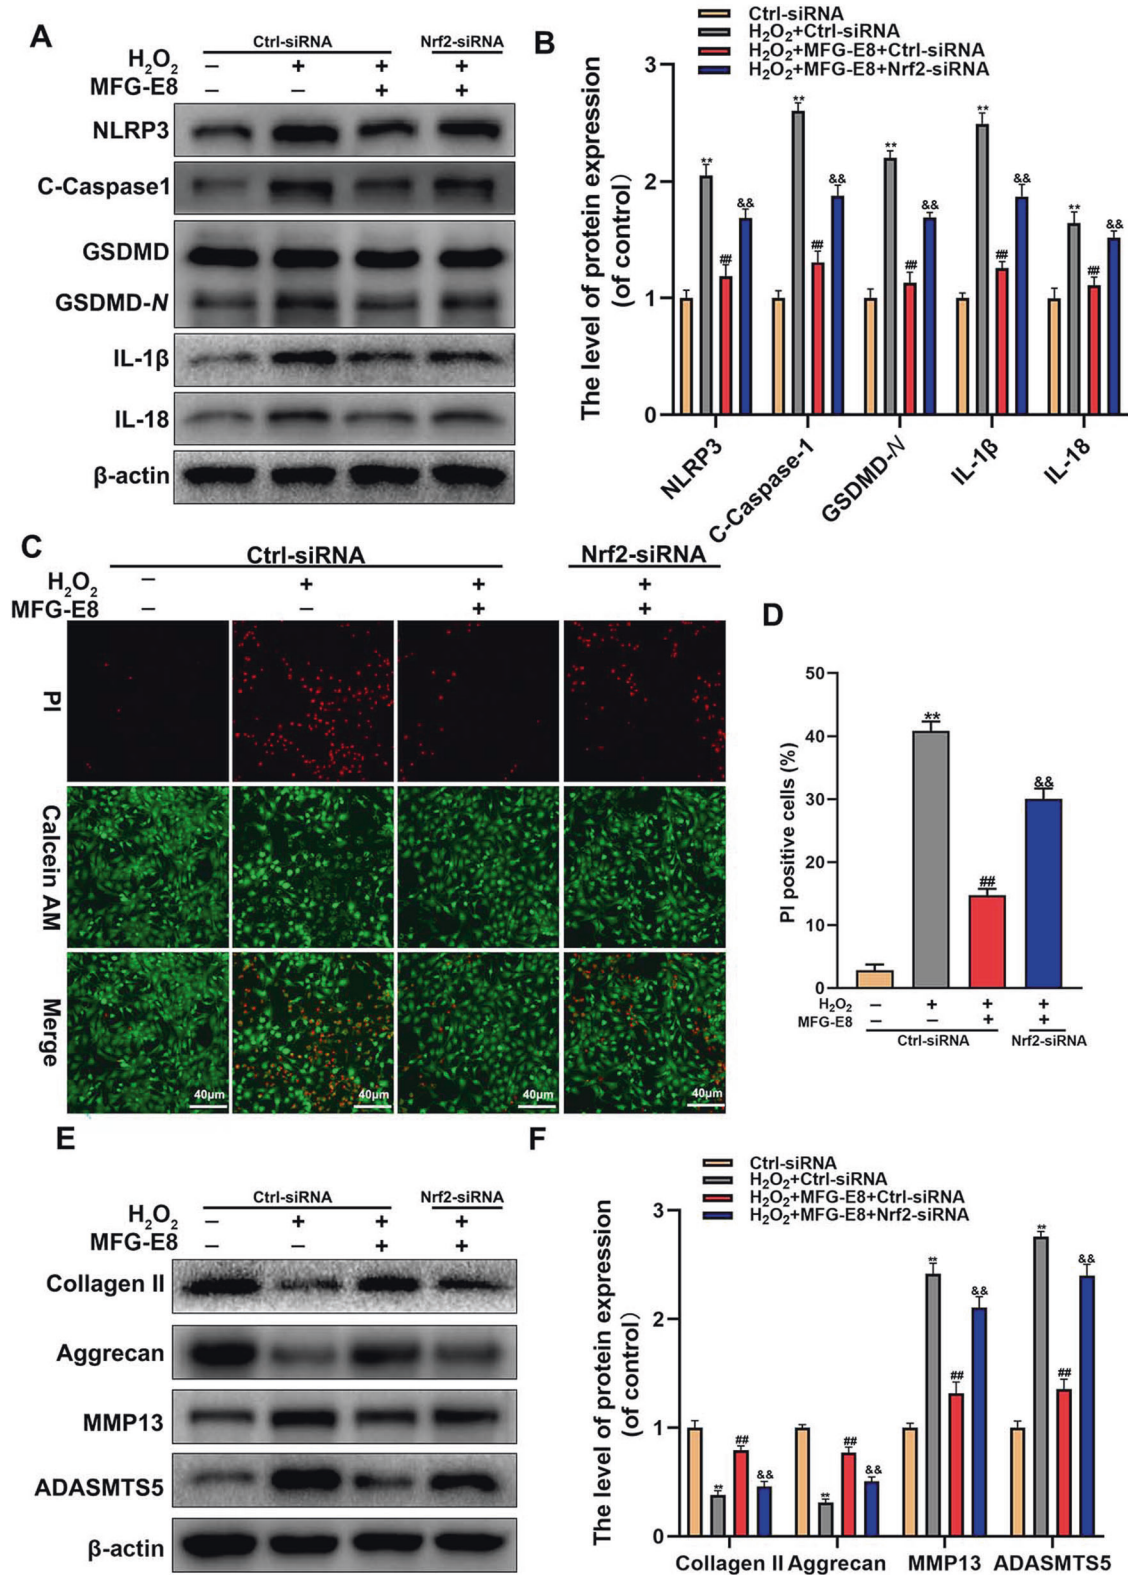 A
Ctrl-siRNA Nrf2-siRNA
H₂O₂ – + + +
MFG-E8 – – + +
NLRP3
C-Caspase1
GSDMD
GSDMD-N
IL-1β
IL-18
β-actin
B
Ctrl-siRNA
H₂O₂+Ctrl-siRNA
H₂O₂+MFG-E8+Ctrl-siRNA
H₂O₂+MFG-E8+Nrf2-siRNA
The level of protein expression
(of control)
3
2
1
0
** ## &&
** ## &&
** ## &&
** ## &&
** ## &&
NLRP3 C-Caspase-1 GSDMD-N IL-1β IL-18
C
Ctrl-siRNA Nrf2-siRNA
H₂O₂ – + + +
MFG-E8 – – + +
PI
Calcein AM
Merge
40μm 40μm 40μm 40μm
D
PI positive cells (%)
50
40
30
20
10
0
** ## &&
H₂O₂ – + + +
MFG-E8 – – + +
Ctrl-siRNA Nrf2-siRNA
E
Ctrl-siRNA Nrf2-siRNA
H₂O₂ – + + +
MFG-E8 – – + +
Collagen II
Aggrecan
MMP13
ADASMTS5
β-actin
F
Ctrl-siRNA
H₂O₂+Ctrl-siRNA
H₂O₂+MFG-E8+Ctrl-siRNA
H₂O₂+MFG-E8+Nrf2-siRNA
The level of protein expression
(of control)
3
2
1
0
** ## &&
** ## &&
** ## &&
** ## &&
Collagen II Aggrecan MMP13 ADASMTS5